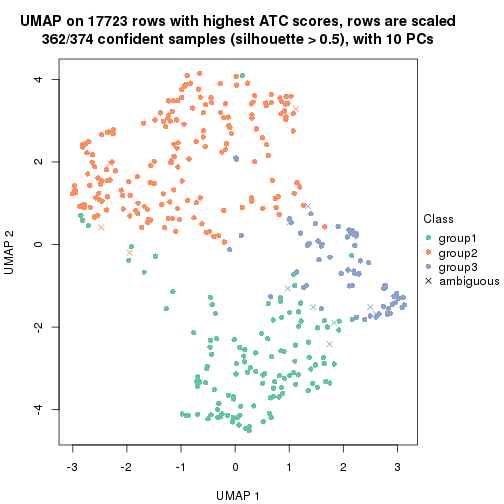 UMAP on 17723 rows with highest ATC scores, rows are scaled
362/374 confident samples (silhouette > 0.5), with 10 PCs
4
2
0
-2
-4
UMAP 2
-3
-2
-1
0
1
2
3
UMAP 1
Class
group1
group2
group3
ambiguous